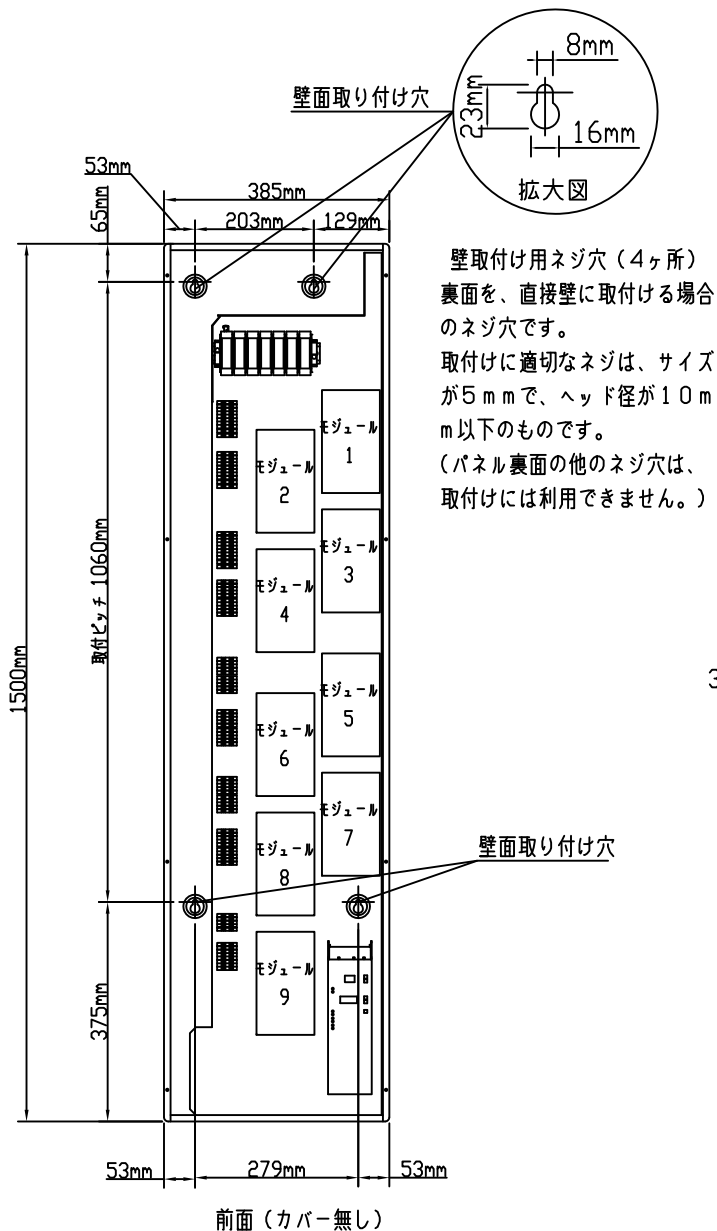 8mm
23mm
16mm
拡大図
壁面取り付け穴
53mm
385mm
65mm
203mm
129mm
壁取付け用ネジ穴（４ヶ所）
裏面を、直接壁に取付ける場合
のネジ穴です。
取付けに適切なネジは、サイズ
が５ｍｍで、ヘッド径が１０ｍ
ｍ以下のものです。
（パネル裏面の他のネジ穴は、
取付けには利用できません。）
モジュール
1
モジュール
2
モジュール
3
モジュール
4
モジュール
5
モジュール
6
モジュール
7
モジュール
8
モジュール
9
取付ピッチ 1060mm
1500mm
3
壁面取り付け穴
375mm
53mm
279mm
53mm
前面（カバー無し）